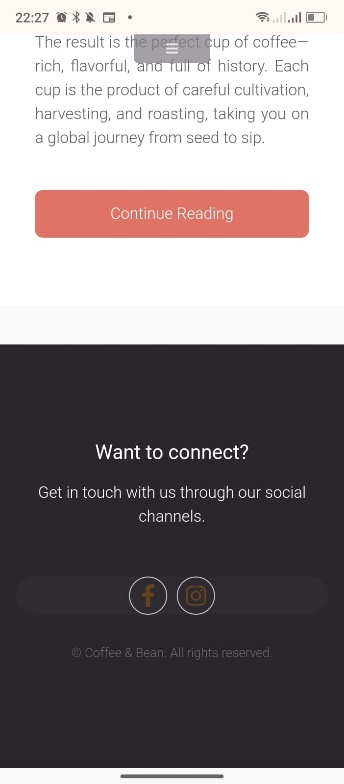 22:27
The result is the perfect cup of coffee—
rich, flavorful, and full of history. Each
cup is the product of careful cultivation,
harvesting, and roasting, taking you on
a global journey from seed to sip.
Continue Reading
Want to connect?
Get in touch with us through our social
channels.
© Coffee & Bean. All rights reserved.